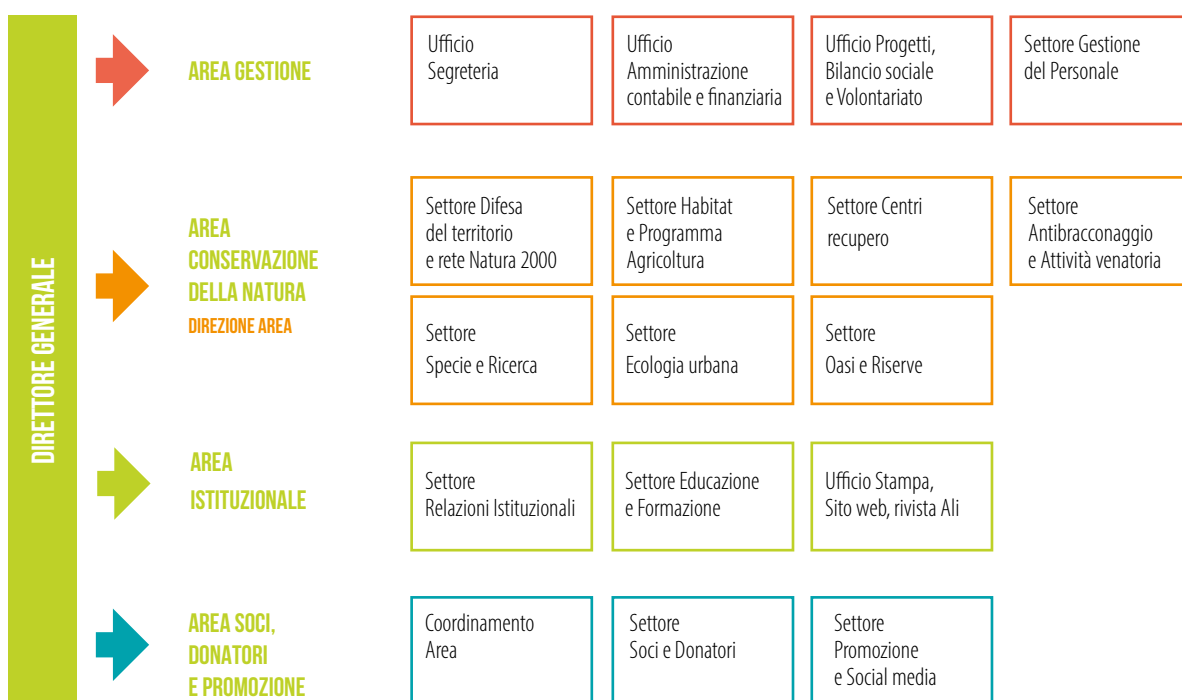 DIRETTORE GENERALE
AREA GESTIONE
Ufficio
Segreteria
Ufficio
Amministrazione
contabile e finanziaria
Ufficio Progetti,
Bilancio sociale
e Volontariato
Settore Gestione
del Personale
AREA
CONSERVAZIONE
DELLA NATURA
DIREZIONE AREA
Settore Difesa
del territorio
e rete Natura 2000
Settore Habitat
e Programma
Agricoltura
Settore Centri
recupero
Settore
Antibracconaggio
e Attività venatoria
Settore
Specie e Ricerca
Settore
Ecologia urbana
Settore
Oasi e Riserve
AREA
ISTITUZIONALE
Settore
Relazioni Istituzionali
Settore Educazione
e Formazione
Ufficio Stampa,
Sito web, rivista Ali
AREA SOCI,
DONATORI
E PROMOZIONE
Coordinamento
Area
Settore
Soci e Donatori
Settore
Promozione
e Social media